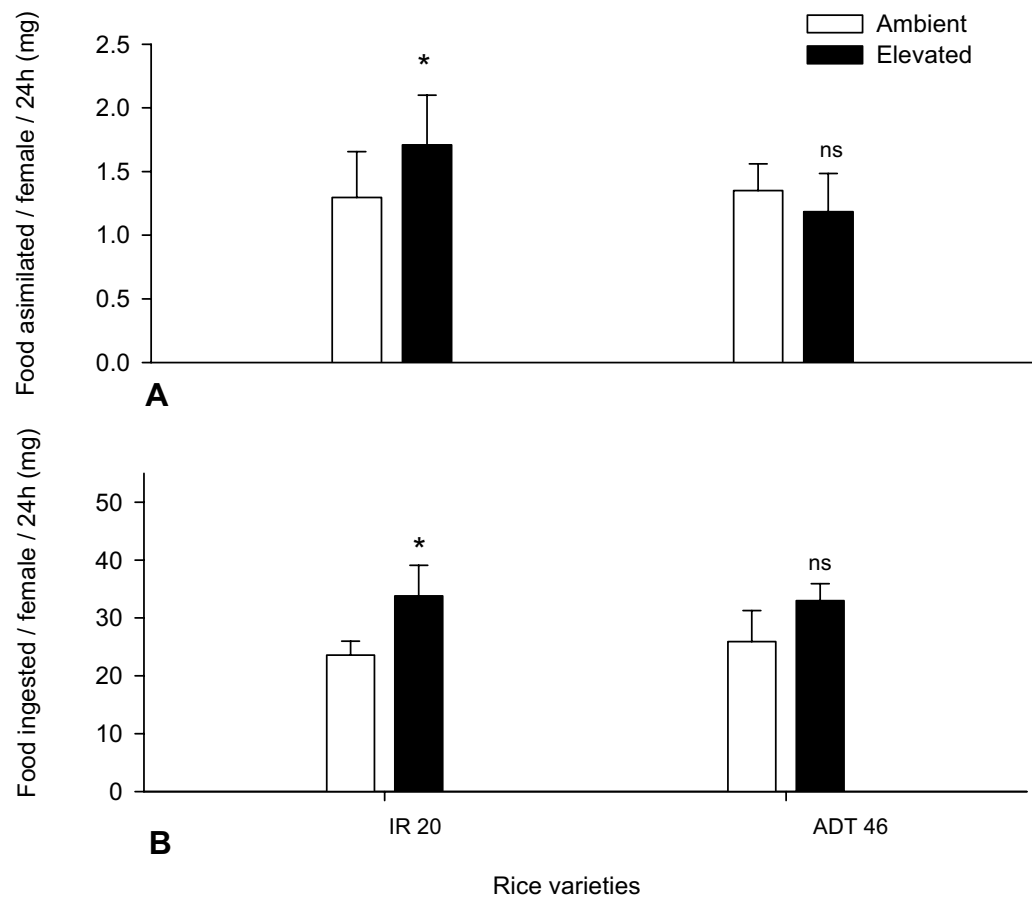 Ambient
Elevated
Food asimilated / female / 24h (mg)
2.5
2.0
1.5
1.0
0.5
0.0
*
ns
A
Food ingested / female / 24h (mg)
50
40
30
20
10
0
*
ns
IR 20
ADT 46
B
Rice varieties